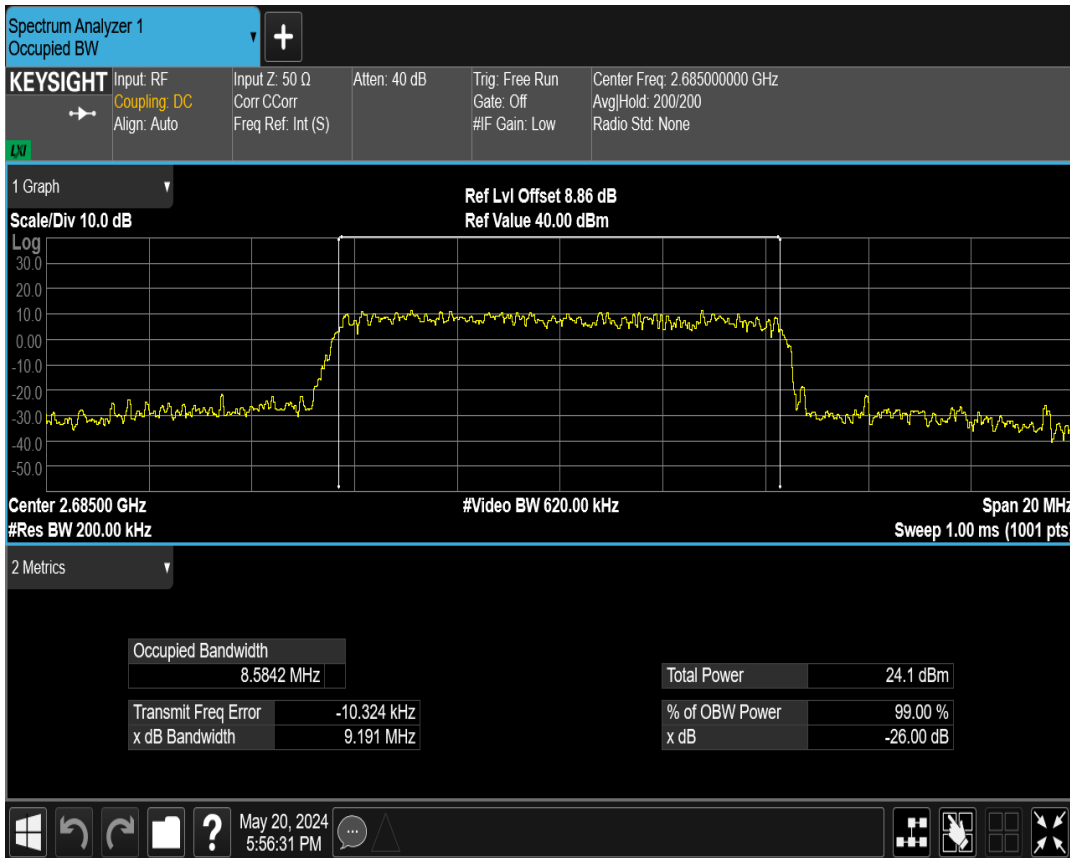 Spectrum Analyzer 1
Occupied BW
KEYSIGHT
LXI
Input: RF
Coupling: DC
Align: Auto
Input Z: 50 Ω
Corr CCorr
Freq Ref: Int (S)
Atten: 40 dB
Trig: Free Run
Gate: Off
#IF Gain: Low
Center Freq: 2.685000000 GHz
Avg|Hold: 200/200
Radio Std: None
1 Graph
Scale/Div 10.0 dB
Ref Lvl Offset 8.86 dB
Ref Value 40.00 dBm
Log
30.0
20.0
10.0
0.00
-10.0
-20.0
-30.0
-40.0
-50.0
Center 2.68500 GHz
#Video BW 620.00 kHz
Span 20 MHz
#Res BW 200.00 kHz
Sweep 1.00 ms (1001 pts)
2 Metrics
Occupied Bandwidth
8.5842 MHz
Total Power 24.1 dBm
Transmit Freq Error -10.324 kHz
% of OBW Power 99.00 %
x dB Bandwidth 9.191 MHz
x dB -26.00 dB
?
May 20, 2024
5:56:31 PM